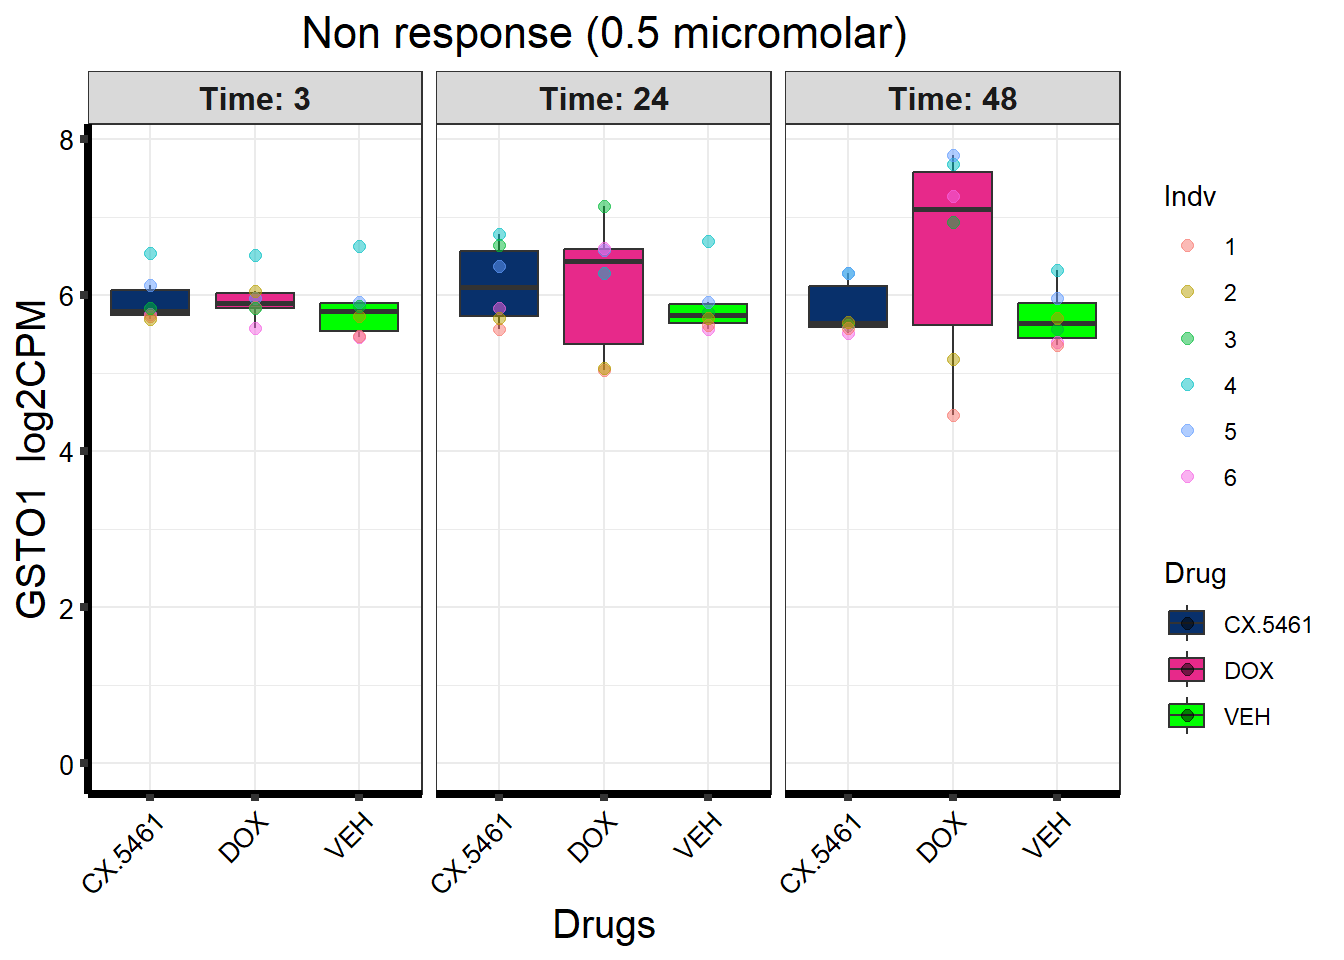 Non response (0.5 micromolar)
Time: 3
Time: 24
Time: 48
GSTO1  log2CPM
8
6
4
2
0
CX.5461
DOX
VEH
CX.5461
DOX
VEH
CX.5461
DOX
VEH
Drugs
Indv
1
2
3
4
5
6
Drug
CX.5461
DOX
VEH